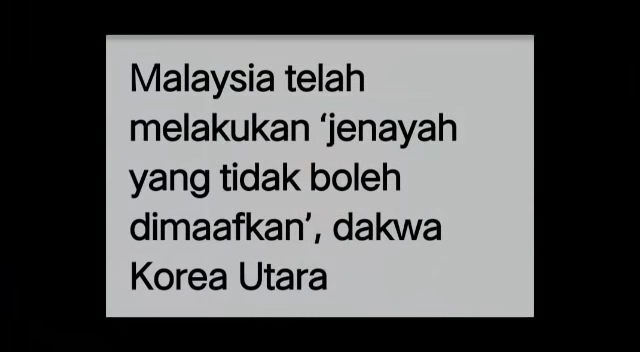 Malaysia telah
melakukan ‘jenayah
yang tidak boleh
dimaafkan’, dakwa
Korea Utara